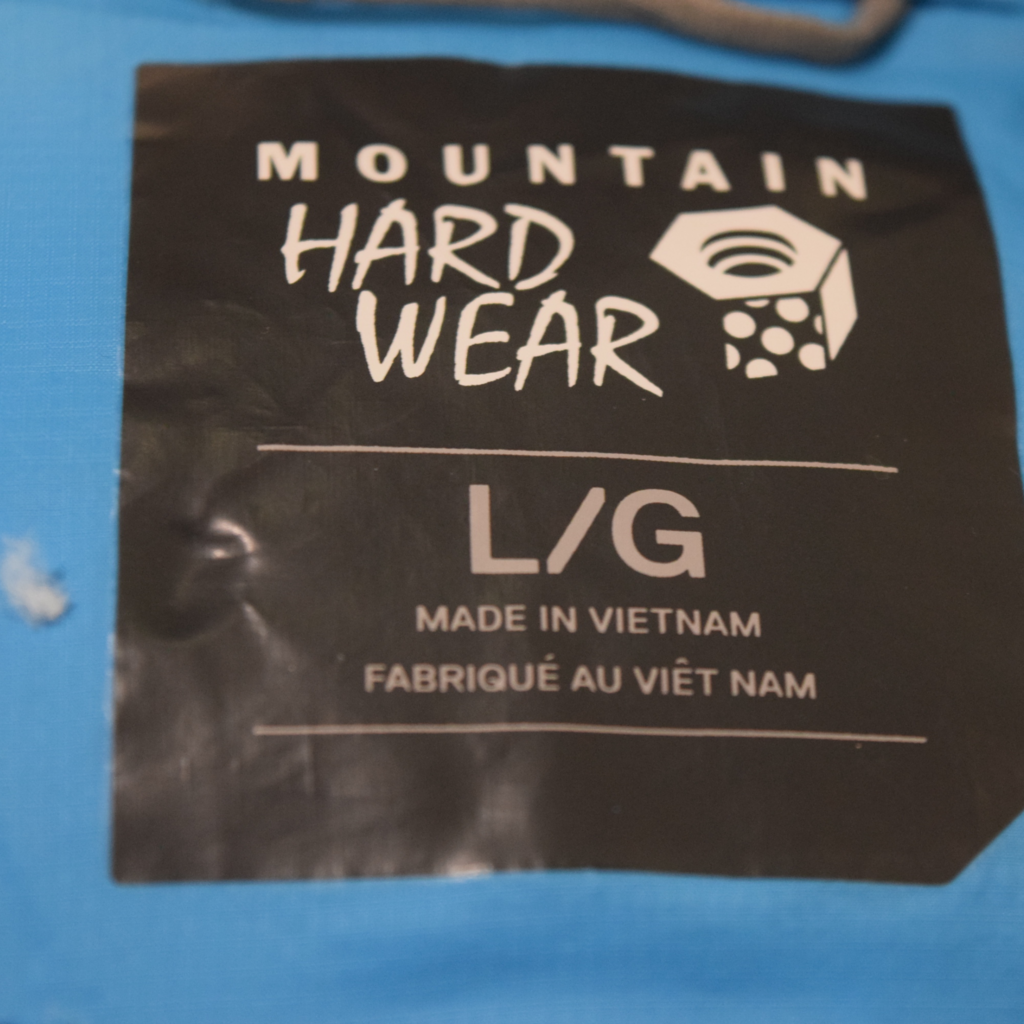 MOUNTAIN
HARD
WEAR
L/G
MADE IN VIETNAM
FABRIQUÉ AU VIÊT NAM